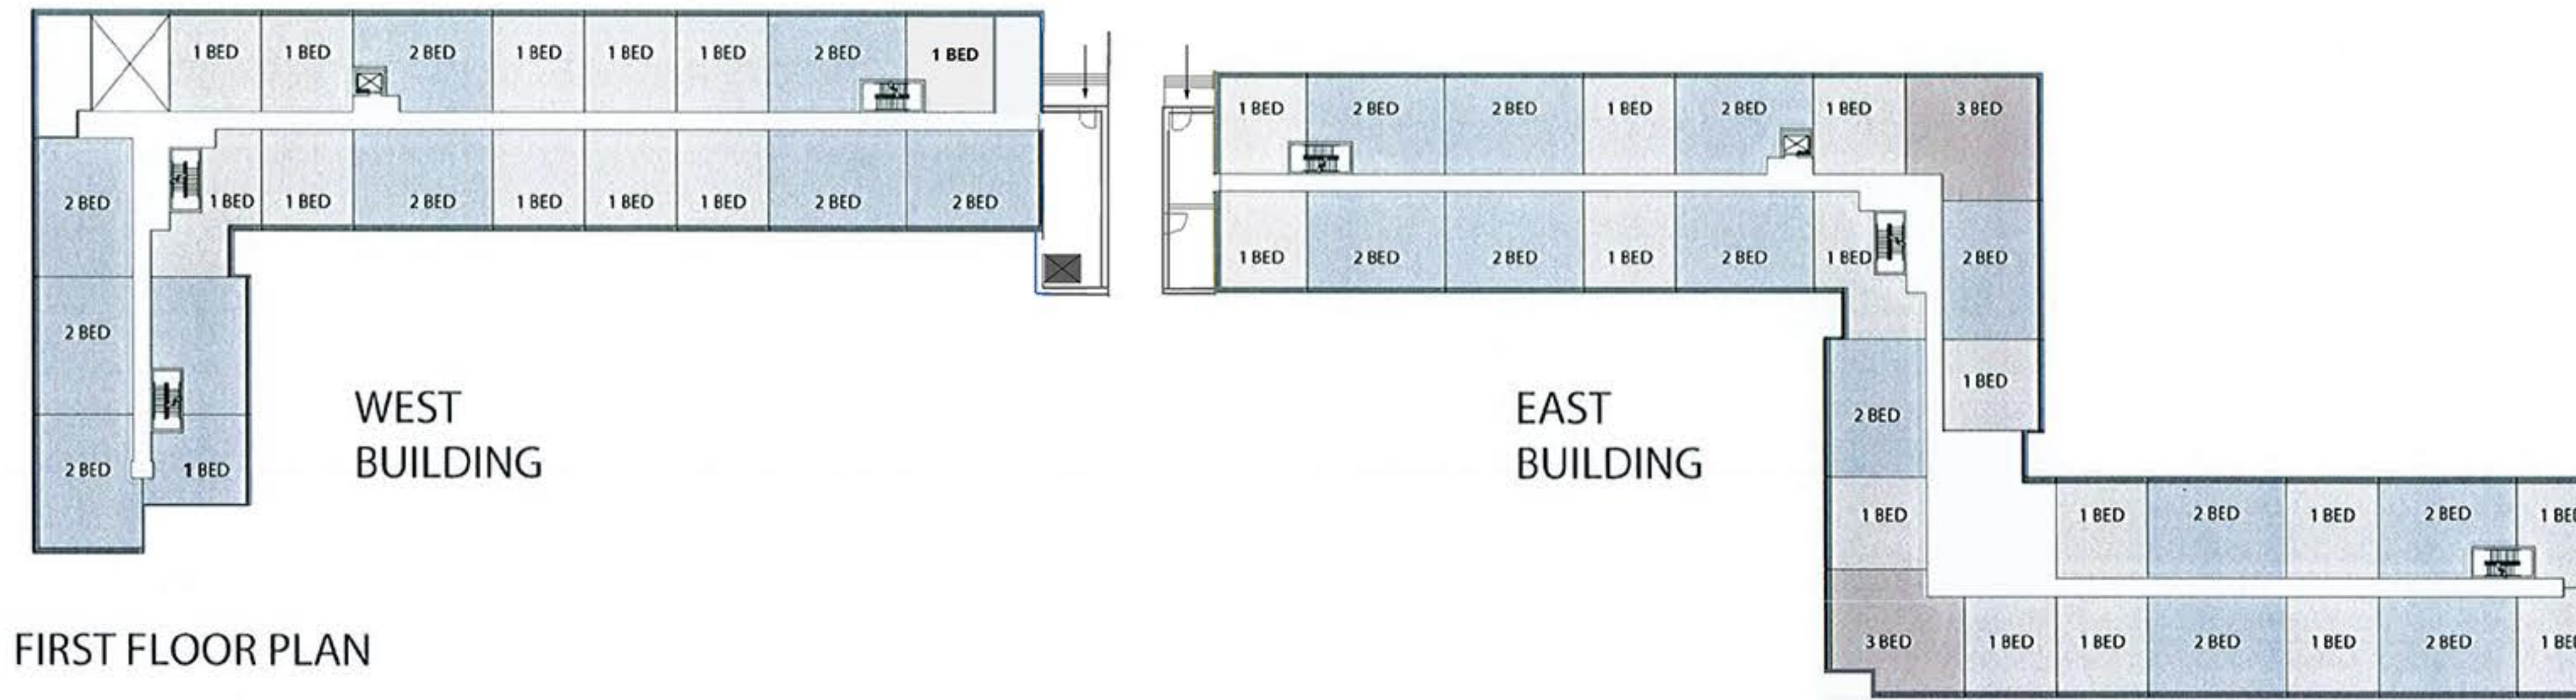 1 BED 1 BED 2 BED 1 BED 1 BED 1 BED 2 BED 1 BED
2 BED 1 BED 1 BED 2 BED 1 BED 1 BED 1 BED 2 BED 2 BED
2 BED
2 BED 1 BED
WEST
BUILDING
1 BED 2 BED 2 BED 1 BED 2 BED 1 BED 3 BED
1 BED 2 BED 2 BED 1 BED 2 BED 1 BED 2 BED
1 BED
2 BED
EAST
BUILDING
1 BED 1 BED 2 BED 1 BED 2 BED 1 BE
3 BED 1 BED 1 BED 2 BED 1 BED 2 BED 1 BE
FIRST FLOOR PLAN